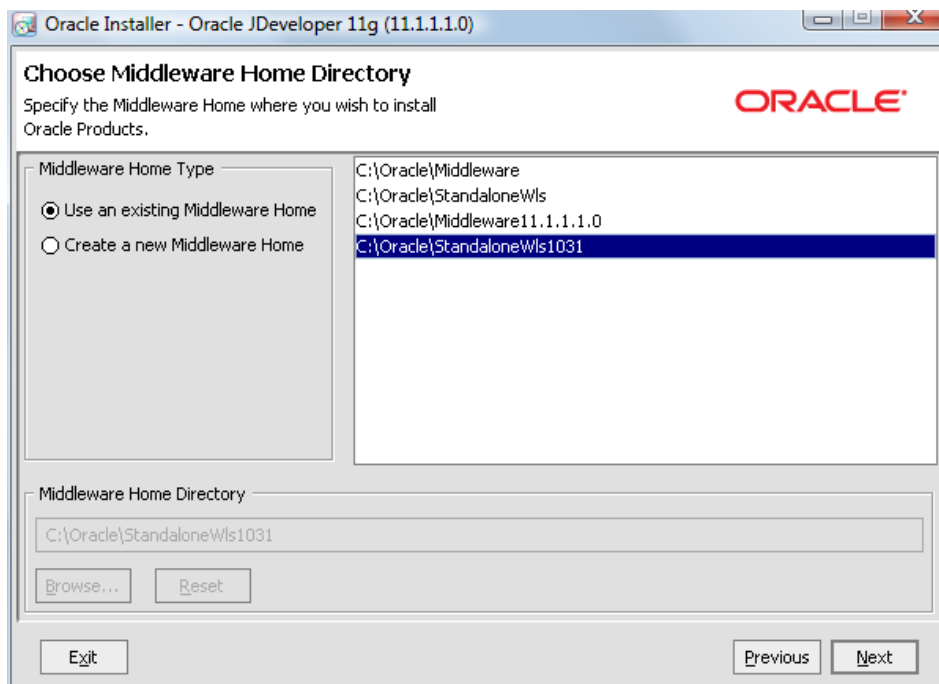 Oracle Installer - Oracle JDeveloper 11g (11.1.1.1.0)
Choose Middleware Home Directory
Specify the Middleware Home where you wish to install
Oracle Products.
ORACLE
Middleware Home Type
Use an existing Middleware Home
Create a new Middleware Home
C:\Oracle\Middleware
C:\Oracle\StandaloneWls
C:\Oracle\Middleware11.1.1.1.0
C:\Oracle\StandaloneWls1031
Middleware Home Directory
C:\Oracle\StandaloneWls1031
Browse...
Reset
Exit
Previous
Next